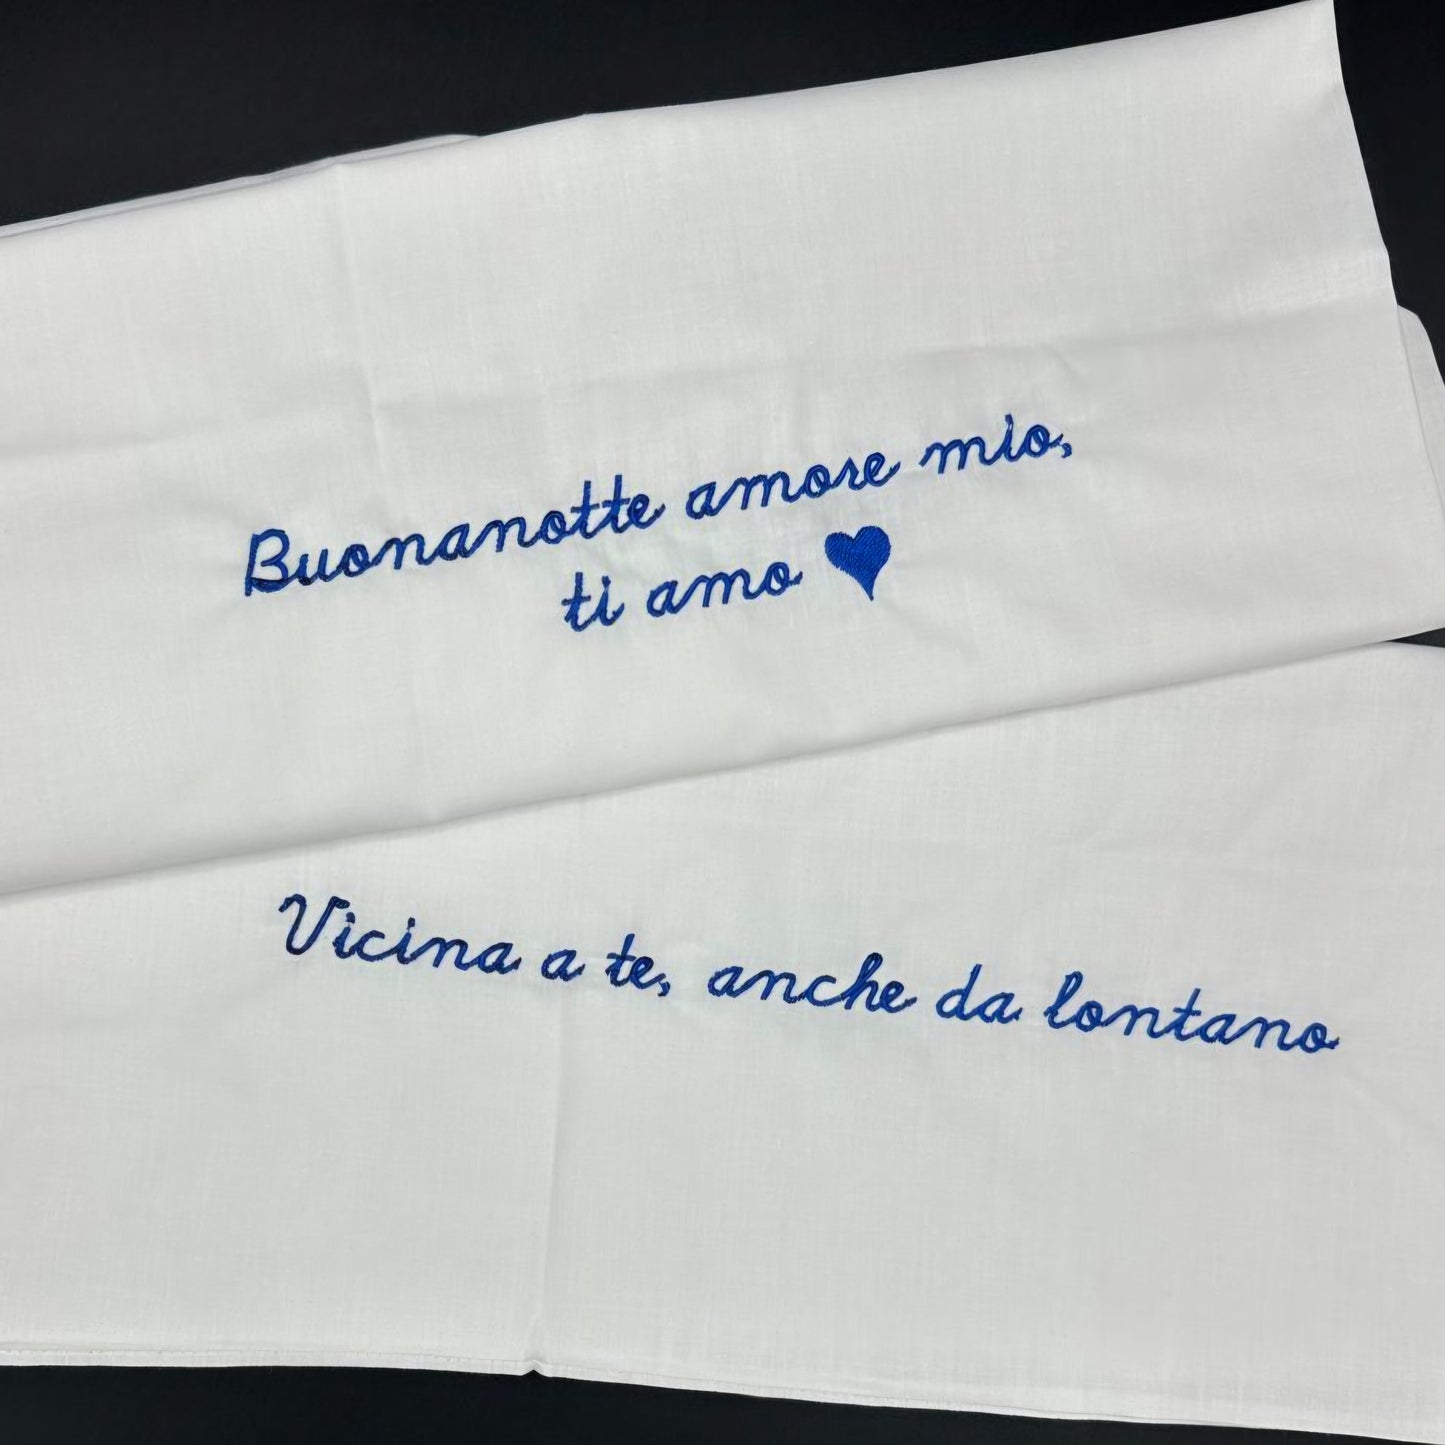 Buonanotte amore mio,
ti amo ♥
Vicina a te, anche da lontano